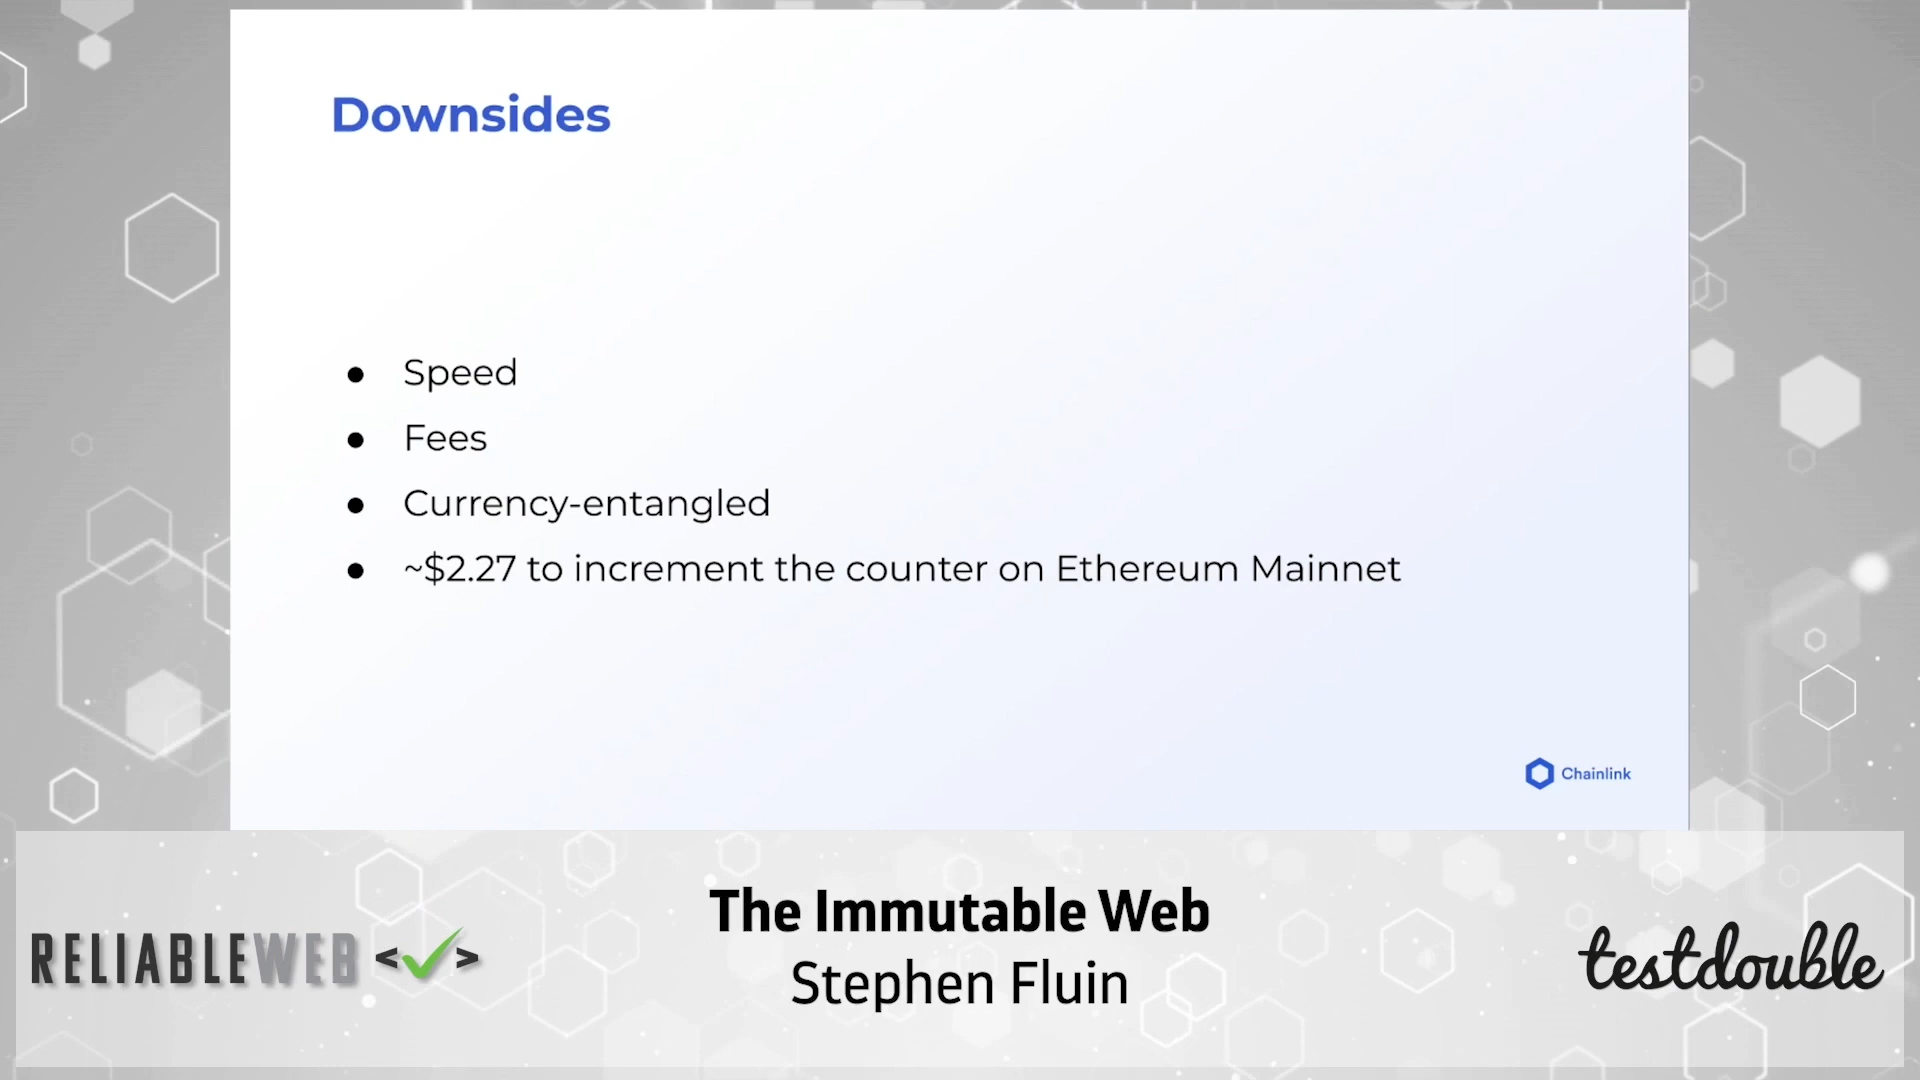 Downsides
● Speed
● Fees
● Currency-entangled
● ~$2.27 to increment the counter on Ethereum Mainnet
Chainlink
RELIABLEWEB <✓>
The Immutable Web
Stephen Fluin
testdouble